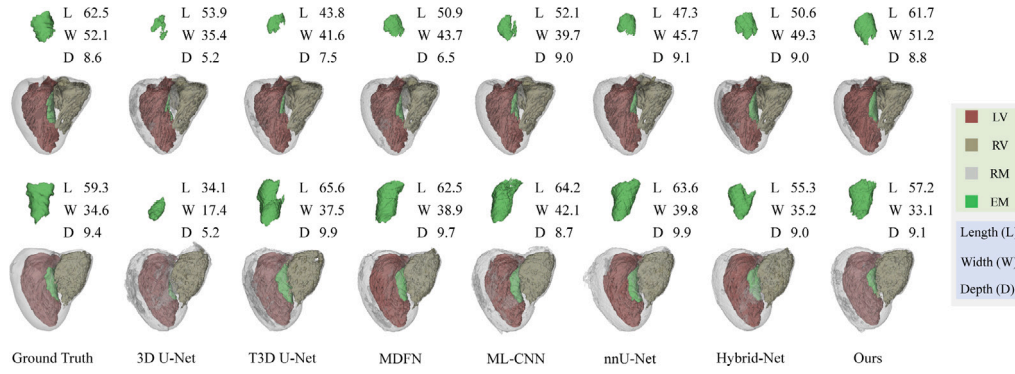 L 62.5 L 53.9 L 43.8 L 50.9 L 52.1 L 47.3 L 50.6 L 61.7
W 52.1 W 35.4 W 41.6 W 43.7 W 39.7 W 45.7 W 49.3 W 51.2
D 8.6 D 5.2 D 7.5 D 6.5 D 9.0 D 9.1 D 9.0 D 8.8
LV
RV
RM
EM
L 59.3 L 34.1 L 65.6 L 62.5 L 64.2 L 63.6 L 55.3 L 57.2
W 34.6 W 17.4 W 37.5 W 38.9 W 42.1 W 39.8 W 35.2 W 33.1
D 9.4 D 5.2 D 9.9 D 9.7 D 8.7 D 9.9 D 9.0 D 9.1
Length (L)
Width (W)
Depth (D)
Ground Truth 3D U-Net T3D U-Net MDFN ML-CNN nnU-Net Hybrid-Net Ours